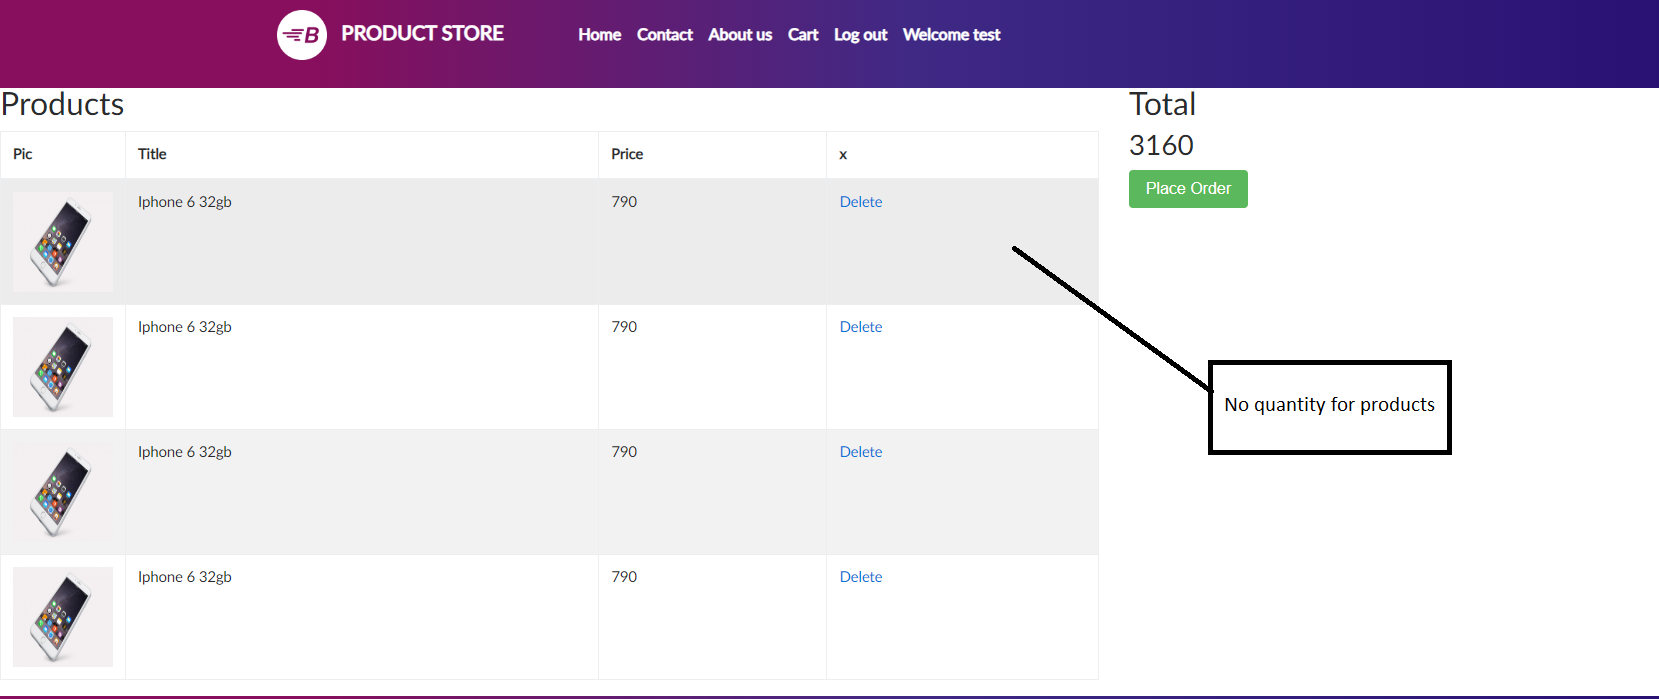 B PRODUCT STORE Home Contact About us Cart Log out Welcome test
Products
Pic Title Price x
Iphone 6 32gb 790 Delete
Iphone 6 32gb 790 Delete
Iphone 6 32gb 790 Delete
Iphone 6 32gb 790 Delete
Total
3160
Place Order
No quantity for products